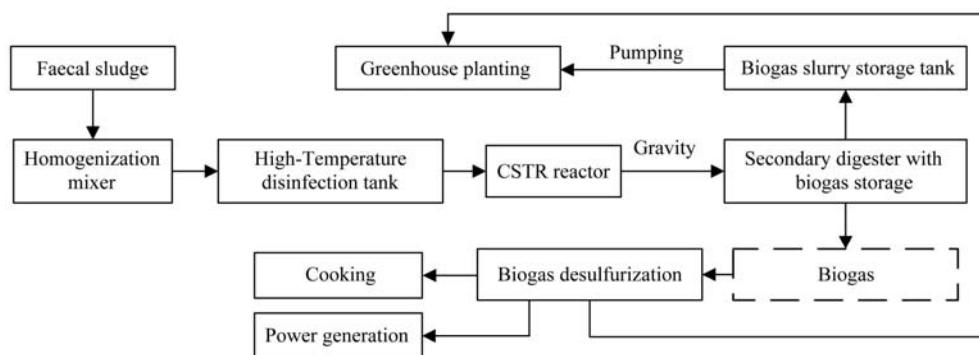 Faecal sludge
Greenhouse planting
Pumping
Biogas slurry storage tank
Homogenization
mixer
High-Temperature
disinfection tank
CSTR reactor
Gravity
Secondary digester with
biogas storage
Cooking
Biogas desulfurization
Biogas
Power generation